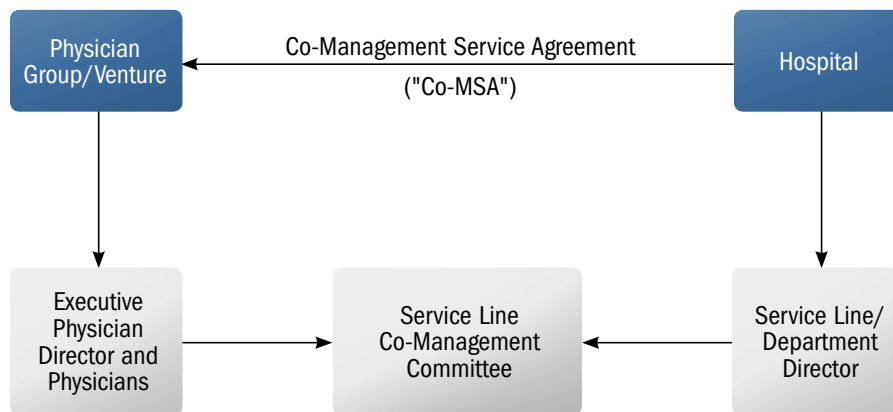 Physician
Group/Venture
Co-Management Service Agreement
("Co-MSA")
Hospital
Executive
Physician
Director and
Physicians
Service Line
Co-Management
Committee
Service Line/
Department
Director